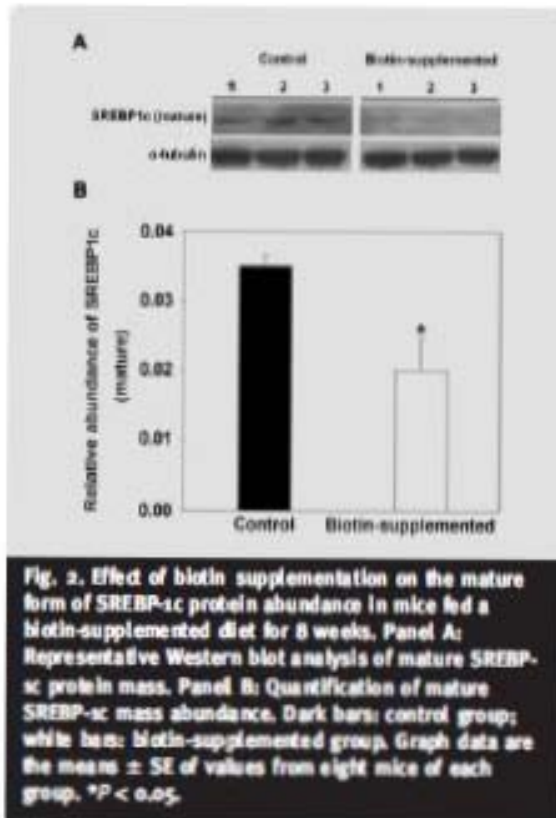 A
Control Biotin-supplemented
1 2 3 1 2 3
SREBP1c (mature)
α-tubulin
B
Relative abundance of SREBP1c
(mature)
0.04
0.03
0.02
0.01
0.00
*
Control Biotin-supplemented
Fig. 2. Effect of biotin supplementation on the mature
form of SREBP-1c protein abundance in mice fed a
biotin-supplemented diet for 8 weeks. Panel A:
Representative Western blot analysis of mature SREBP-
1c protein mass. Panel B: Quantification of mature
SREBP-1c mass abundance. Dark bars: control group;
white bars: biotin-supplemented group. Graph data are
the means ± SE of values from eight mice of each
group. *P < 0.05.